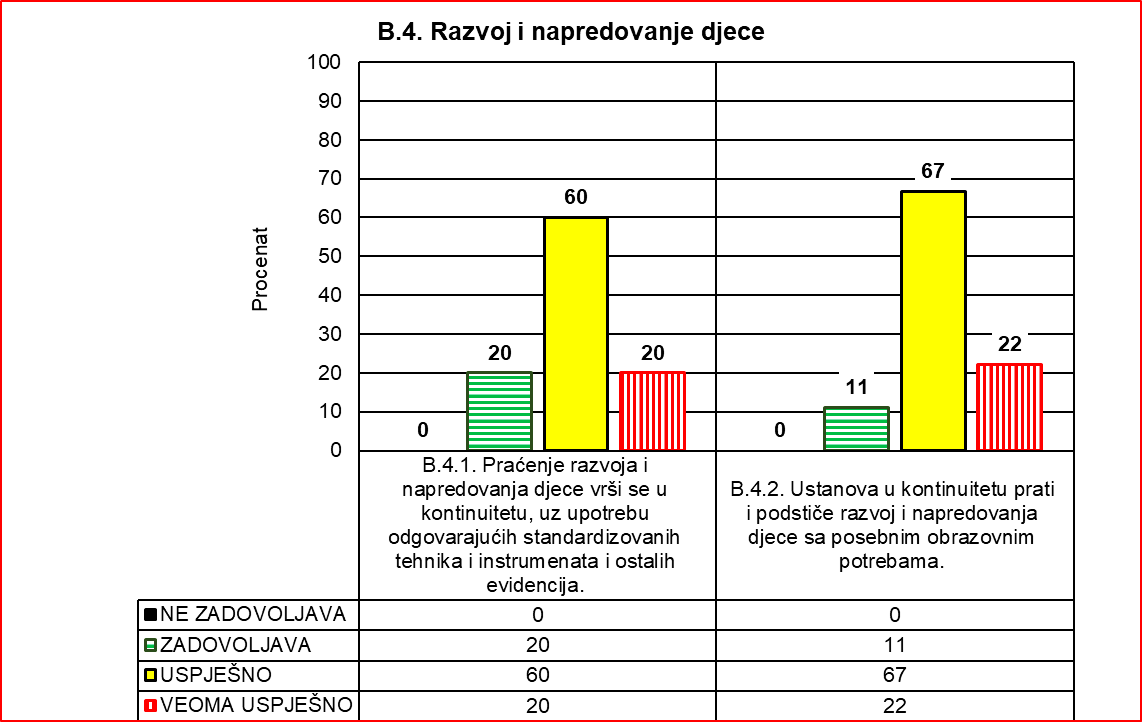 B.4. Razvoj i napredovanje djece
Procenat
100
90
80
70
60
50
40
30
20
10
0
0
20
60
20
0
11
67
22
B.4.1. Praćenje razvoja i
napredovanja djece vrši se u
kontinuitetu, uz upotrebu
odgovarajućih standardizovanih
tehnika i instrumenata i ostalih
evidencija.
B.4.2. Ustanova u kontinuitetu prati
i podstiče razvoj i napredovanja
djece sa posebnim obrazovnim
potrebama.
NE ZADOVOLJAVA 0 0
ZADOVOLJAVA 20 11
USPJEŠNO 60 67
VEOMA USPJEŠNO 20 22